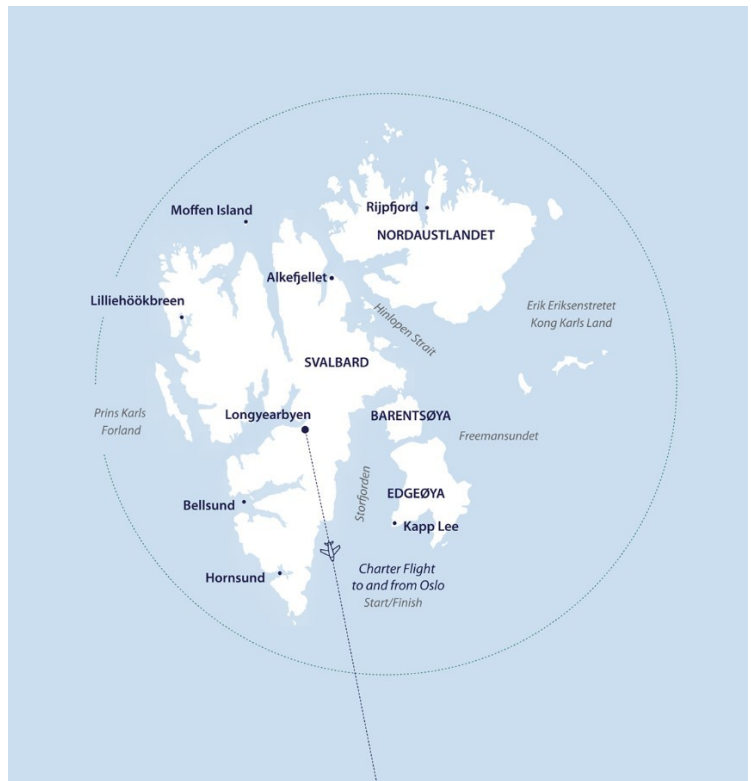 Rijpfjord
Moffen Island
NORDAUSTLANDET
Alkefjellet
Lilliehöökbreen
Erik Eriksenstretet
Kong Karls Land
Hinlopen Strait
SVALBARD
Prins Karls
Forland
Longyearbyen
BARENTSØYA
Freemansundet
Storfjorden
EDGEØYA
Bellsund
Kapp Lee
Charter Flight
to and from Oslo
Start/Finish
Hornsund